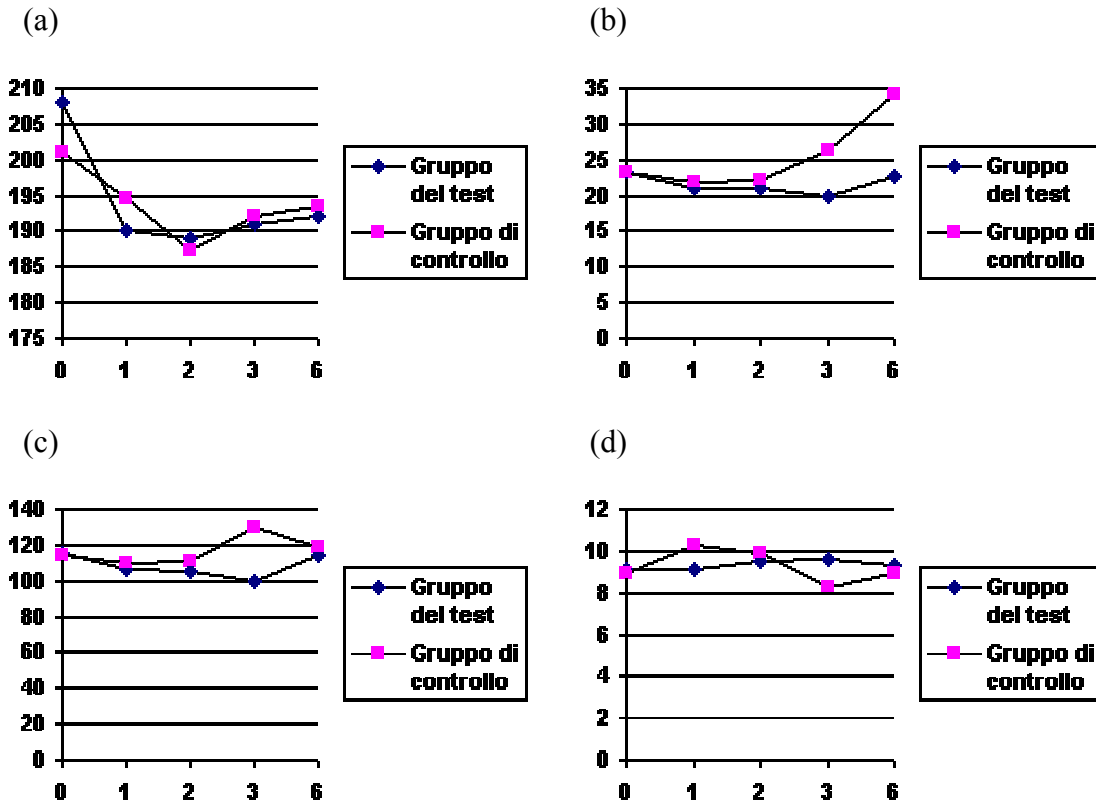 (a)
210
205
200
195
190
185
180
175
0 1 2 3 6
Gruppo
del test
Gruppo di
controllo
(b)
35
30
25
20
15
10
5
0
0 1 2 3 6
Gruppo
del test
Gruppo di
controllo
(c)
140
120
100
80
60
40
20
0
0 1 2 3 6
Gruppo
del test
Gruppo di
controllo
(d)
12
10
8
6
4
2
0
0 1 2 3 6
Gruppo
del test
Gruppo di
controllo